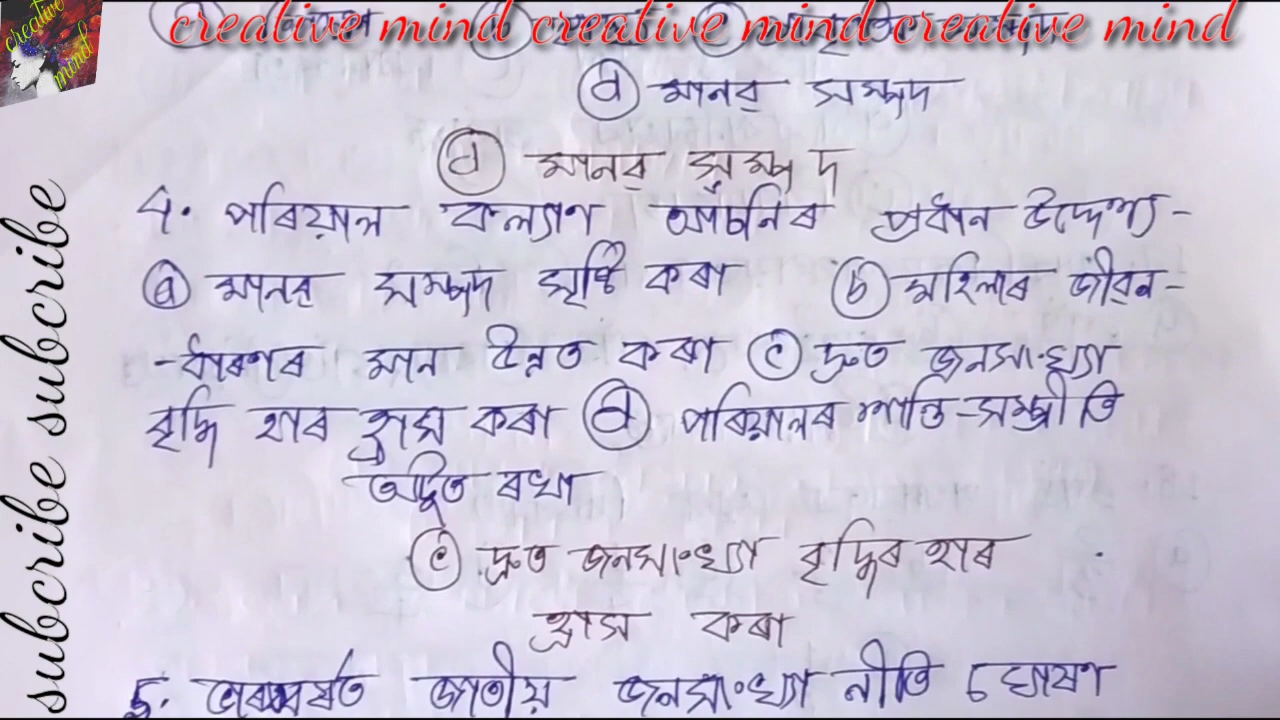 creative mind creative mind creative mind
creative mind
subcribe subcribe
ⓓ মানৱ সম্পদ
ⓓ মানৱ সম্পদ
4. পৰিয়াল কল্যাণ আঁচনিৰ প্ৰধান উদ্দেশ্য-
ⓐ মানৱ সম্পদ সৃষ্টি কৰা ⓑ মহিলাৰ জীৱন-
-ধাৰণৰ মান উন্নত কৰা ⓒ দ্ৰুত জনসাংখ্যা
বৃদ্ধি হাৰ হ্ৰাস কৰা ⓓ পৰিয়ালৰ শান্তি-সম্প্ৰীতি
ৰখা
ⓒ দ্ৰুত জনসাংখ্যা বৃদ্ধিৰ হাৰ
হ্ৰাস কৰা
5. জাতীয় জনসাংখ্যা নীতি ঘোষণা